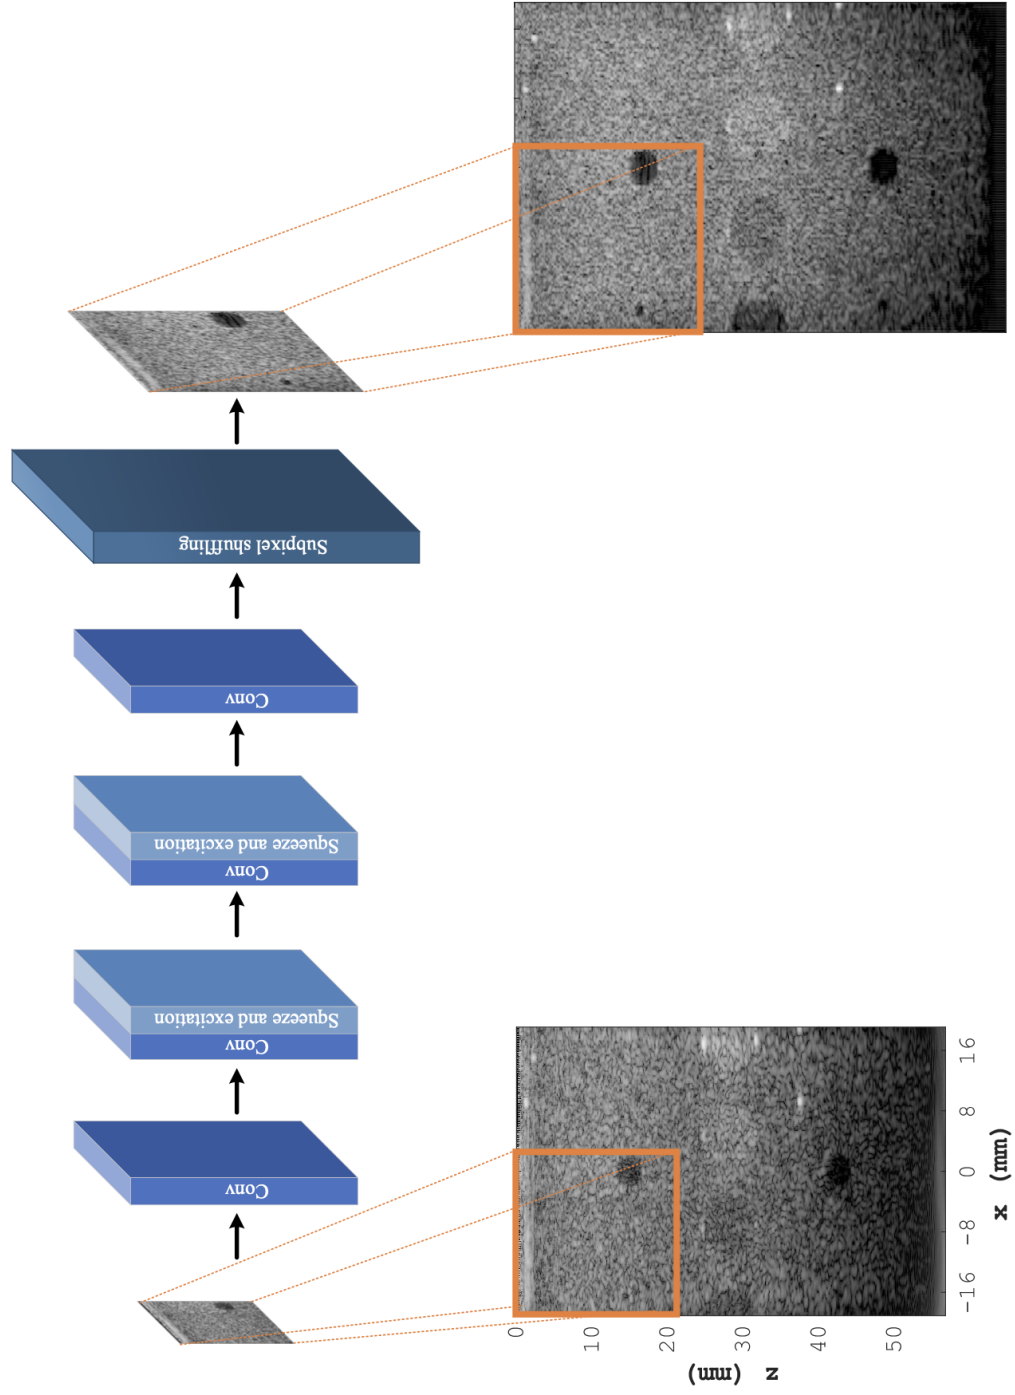 Subpixel shuffling
Conv
Squeeze and excitation
Conv
Squeeze and excitation
Conv
Conv
0
10
20
30
40
50
z (mm)
-16
-8
0
8
16
x (mm)